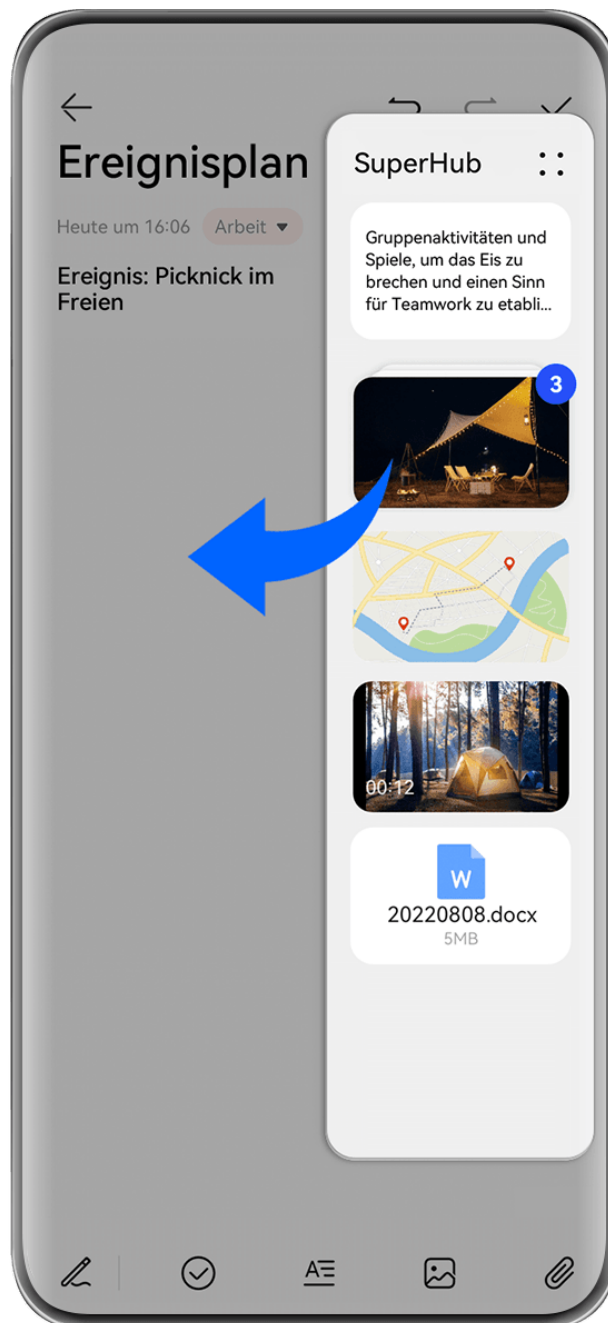 Ereignisplan
Heute um 16:06 Arbeit
Ereignis: Picknick im
Freien
SuperHub
Gruppenaktivitäten und
Spiele, um das Eis zu
brechen und einen Sinn
für Teamwork zu etabli...
3
00:12
W
20220808.docx
5MB